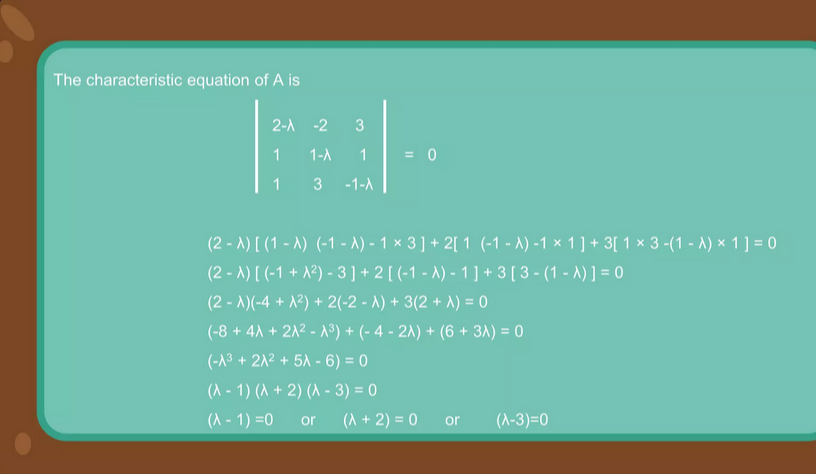 The characteristic equation of A is
2-λ -2 3
1 1-λ 1 = 0
1 3 -1-λ
(2 - λ) [ (1 - λ) (-1 - λ) - 1 × 3 ] + 2[ 1 (-1 - λ) -1 × 1 ] + 3[ 1 × 3 -(1 - λ) × 1 ] = 0
(2 - λ) [ (-1 + λ²) - 3 ] + 2 [ (-1 - λ) - 1 ] + 3 [ 3 - (1 - λ) ] = 0
(2 - λ)(-4 + λ²) + 2(-2 - λ) + 3(2 + λ) = 0
(-8 + 4λ + 2λ² - λ³) + (- 4 - 2λ) + (6 + 3λ) = 0
(-λ³ + 2λ² + 5λ - 6) = 0
(λ - 1) (λ + 2) (λ - 3) = 0
(λ - 1) =0 or (λ + 2) = 0 or (λ-3)=0